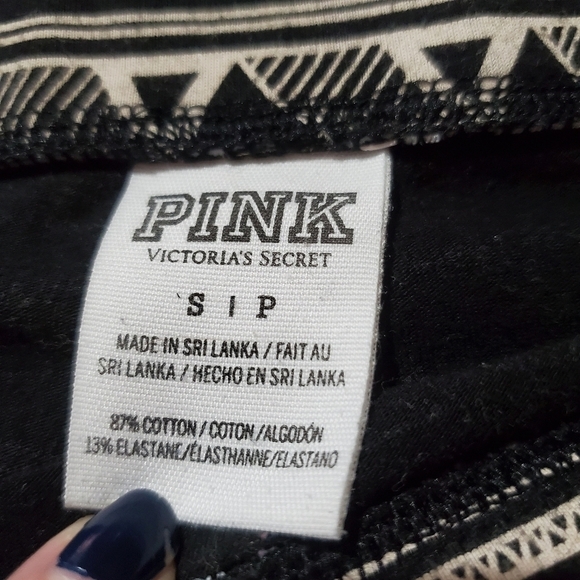 PINK
VICTORIA'S SECRET
S | P
MADE IN SRI LANKA / FAIT AU
SRI LANKA / HECHO EN SRI LANKA
87% COTTON / COTON / ALGODÓN
13% ELASTANE/ÉLASTHANNE/ELASTANO